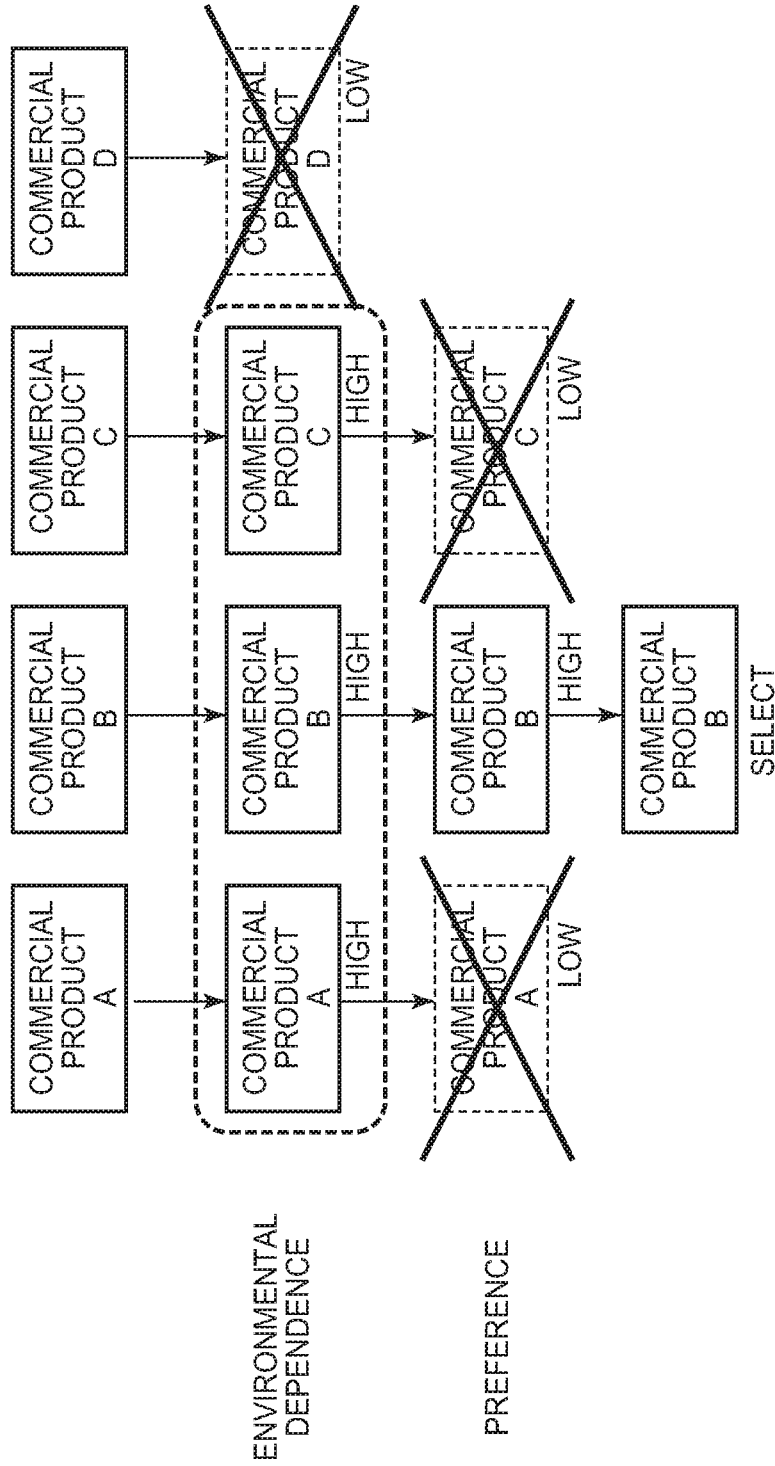 COMMERCIAL
PRODUCT
A
COMMERCIAL
PRODUCT
B
COMMERCIAL
PRODUCT
C
COMMERCIAL
PRODUCT
D
ENVIRONMENTAL
DEPENDENCE
COMMERCIAL
PRODUCT
A
HIGH
COMMERCIAL
PRODUCT
B
HIGH
COMMERCIAL
PRODUCT
C
HIGH
COMMERCIAL
PRODUCT
D
LOW
PREFERENCE
COMMERCIAL
PRODUCT
A
LOW
COMMERCIAL
PRODUCT
B
HIGH
COMMERCIAL
PRODUCT
C
LOW
COMMERCIAL
PRODUCT
B
SELECT